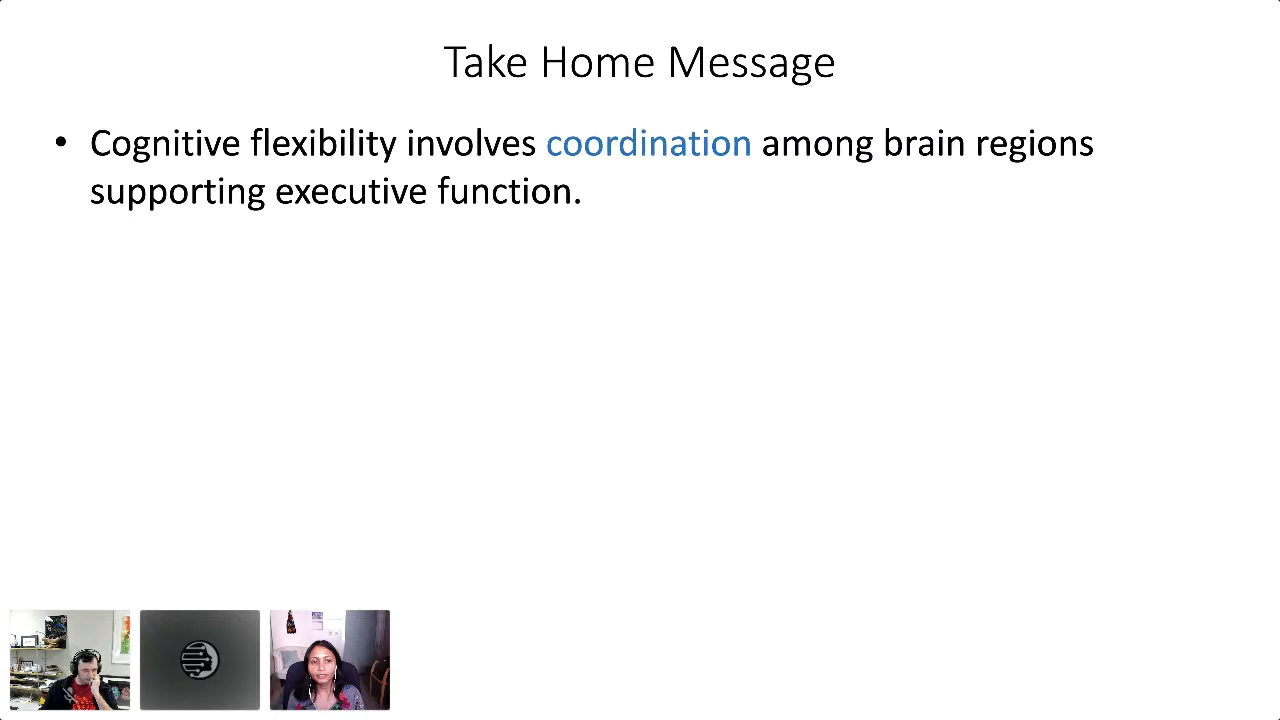 Take Home Message
• Cognitive flexibility involves coordination among brain regions
supporting executive function.